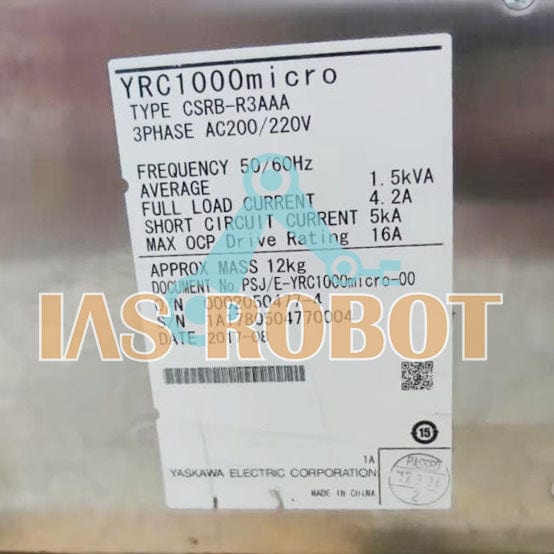 YRC1000micro
TYPE CSRB-R3AAA
3PHASE AC200/220V
FREQUENCY 50/60Hz
AVERAGE 1.5kVA
FULL LOAD CURRENT 4.2A
SHORT CIRCUIT CURRENT 5kA
MAX OCP Drive Rating 16A
APPROX MASS 12kg
DOCUMENT No. PSJ/E-YRC1000micro-00
O/N
S/N
DATE 2017-08
IAS ROBOT
15
1A
YASKAWA ELECTRIC CORPORATION
MADE IN CHINA
PASSED
2